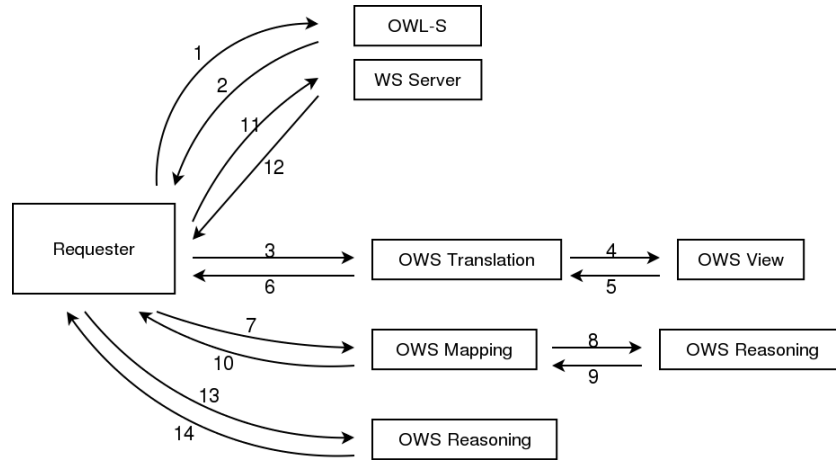 OWL-S
1
2
WS Server
11
12
Requester
3
OWS Translation
4
OWS View
6
5
7
OWS Mapping
8
OWS Reasoning
10
9
13
OWS Reasoning
14